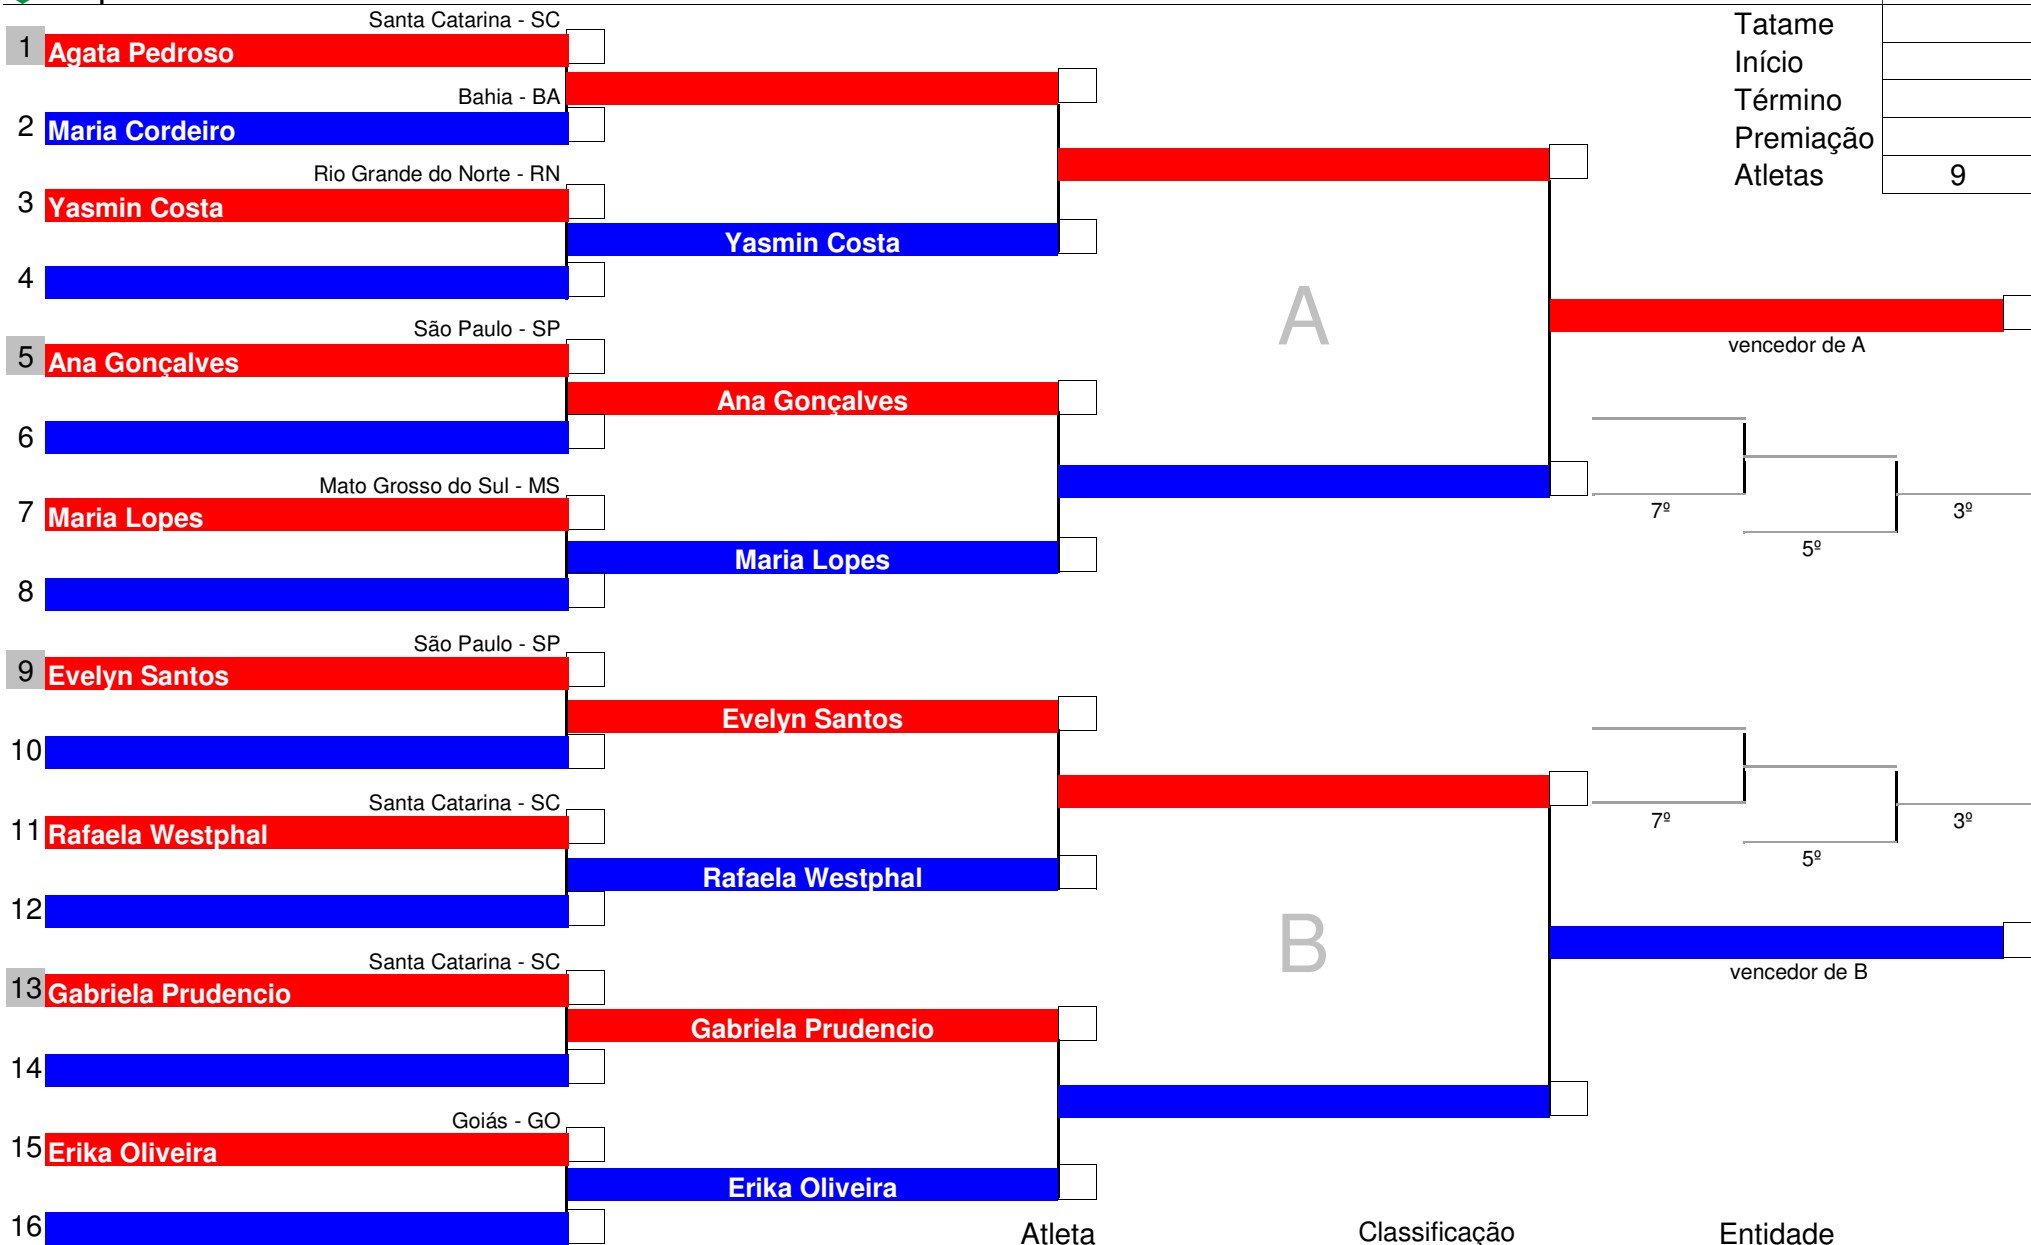 Santa Catarina - SC
1 Agata Pedroso
Bahia - BA
2 Maria Cordeiro
Rio Grande do Norte - RN
3 Yasmin Costa
Yasmin Costa
4
São Paulo - SP
5 Ana Gonçalves
Ana Gonçalves
6
Mato Grosso do Sul - MS
7 Maria Lopes
Maria Lopes
8
São Paulo - SP
9 Evelyn Santos
Evelyn Santos
10
Santa Catarina - SC
11 Rafaela Westphal
Rafaela Westphal
12
Santa Catarina - SC
13 Gabriela Prudencio
Gabriela Prudencio
14
Goiás - GO
15 Erika Oliveira
Erika Oliveira
16
A
B
Tatame
Início
Término
Premiação
Atletas 9
vencedor de A
7º
3º
5º
7º
3º
5º
vencedor de B
Atleta Classificação Entidade